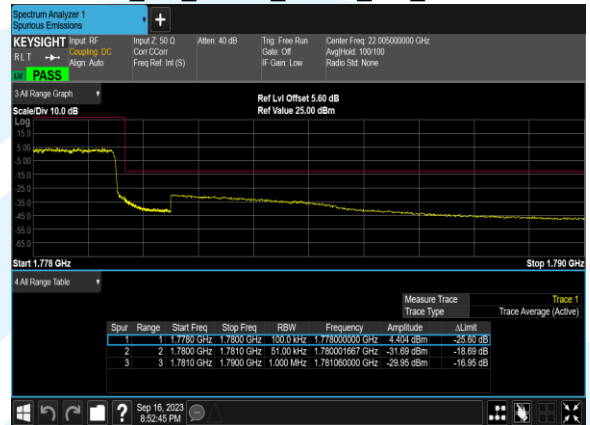 Spectrum Analyzer 1
Spurious Emissions
+
KEYSIGHT Input: RF Input Z: 50 Ω Atten: 40 dB Trig: Free Run Center Freq: 22.005000000 GHz
RLT Coupling: DC Corr CCorr Gate: Off Avg|Hold: 100/100
Align: Auto Freq Ref: Int (S) IF Gain: Low Radio Std: None
PASS
3 All Range Graph
Ref Lvl Offset 5.60 dB
Scale/Div 10.0 dB Ref Value 25.00 dBm
Log
15.0
5.00
-5.00
-15.0
-25.0
-35.0
-45.0
-55.0
-65.0
Start 1.778 GHz Stop 1.790 GHz
4 All Range Table
Measure Trace Trace 1
Trace Type Trace Average (Active)
Spur Range Start Freq Stop Freq RBW Frequency Amplitude ΔLimit
1 1 1.7780 GHz 1.7800 GHz 100.0 kHz 1.778000000 GHz 4.404 dBm -25.60 dB
2 2 1.7800 GHz 1.7810 GHz 51.00 kHz 1.780001667 GHz -31.69 dBm -18.69 dB
3 3 1.7810 GHz 1.7900 GHz 1.000 MHz 1.781060000 GHz -29.95 dBm -16.95 dB
? Sep 16, 2023
8:52:45 PM